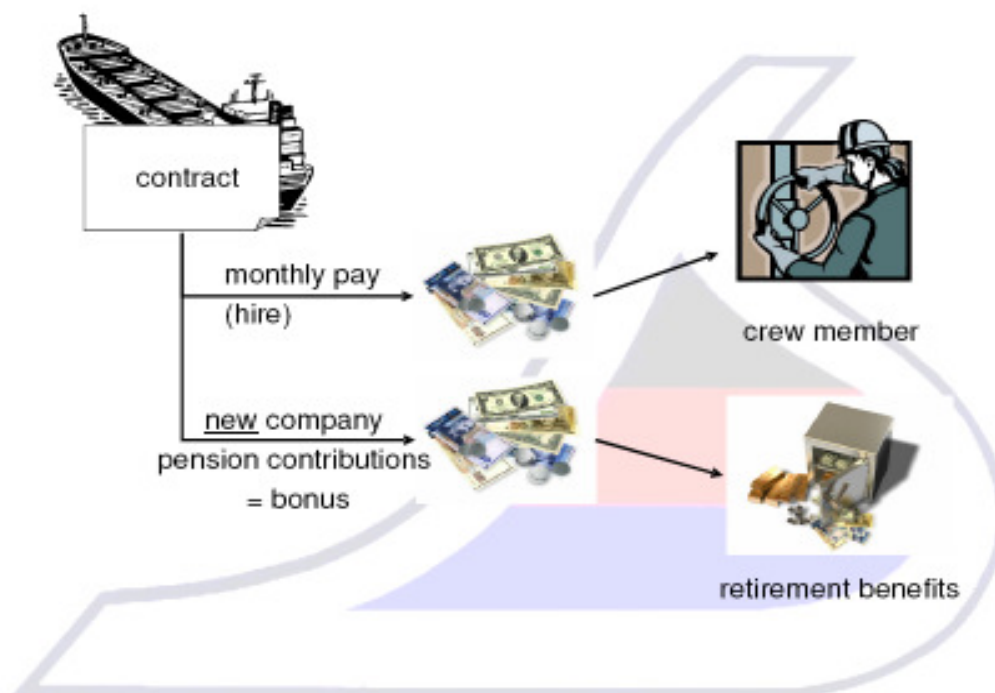 contract
monthly pay
(hire)
crew member
new company
pension contributions
= bonus
retirement benefits